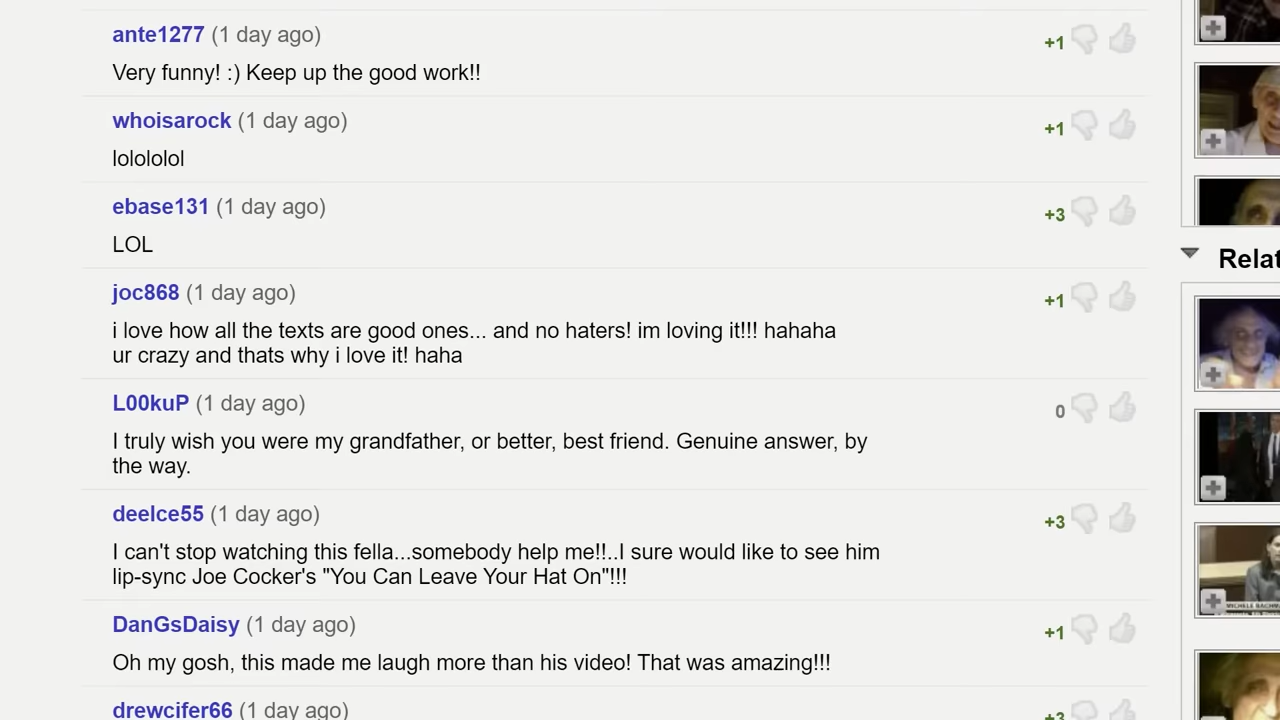 ante1277 (1 day ago)
+1
Very funny! :) Keep up the good work!!
whoisarock (1 day ago)
+1
lolololol
ebase131 (1 day ago)
+3
LOL
joc868 (1 day ago)
+1
i love how all the texts are good ones... and no haters! im loving it!!! hahaha
ur crazy and thats why i love it! haha
L00kuP (1 day ago)
0
I truly wish you were my grandfather, or better, best friend. Genuine answer, by
the way.
deelce55 (1 day ago)
+3
I can't stop watching this fella...somebody help me!!..I sure would like to see him
lip-sync Joe Cocker's "You Can Leave Your Hat On"!!!
DanGsDaisy (1 day ago)
+1
Oh my gosh, this made me laugh more than his video! That was amazing!!!
drewcifer66 (1 day ago)
+3
Relat
MICHELE BACHM